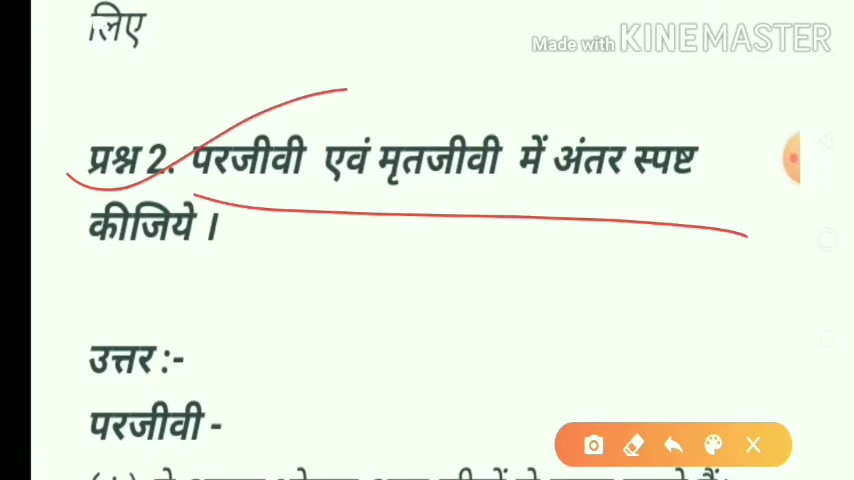 लिए
Made with KINEMASTER
प्रश्न 2. परजीवी एवं मृतजीवी में अंतर स्पष्ट
कीजिये ।
उत्तर :-
परजीवी -